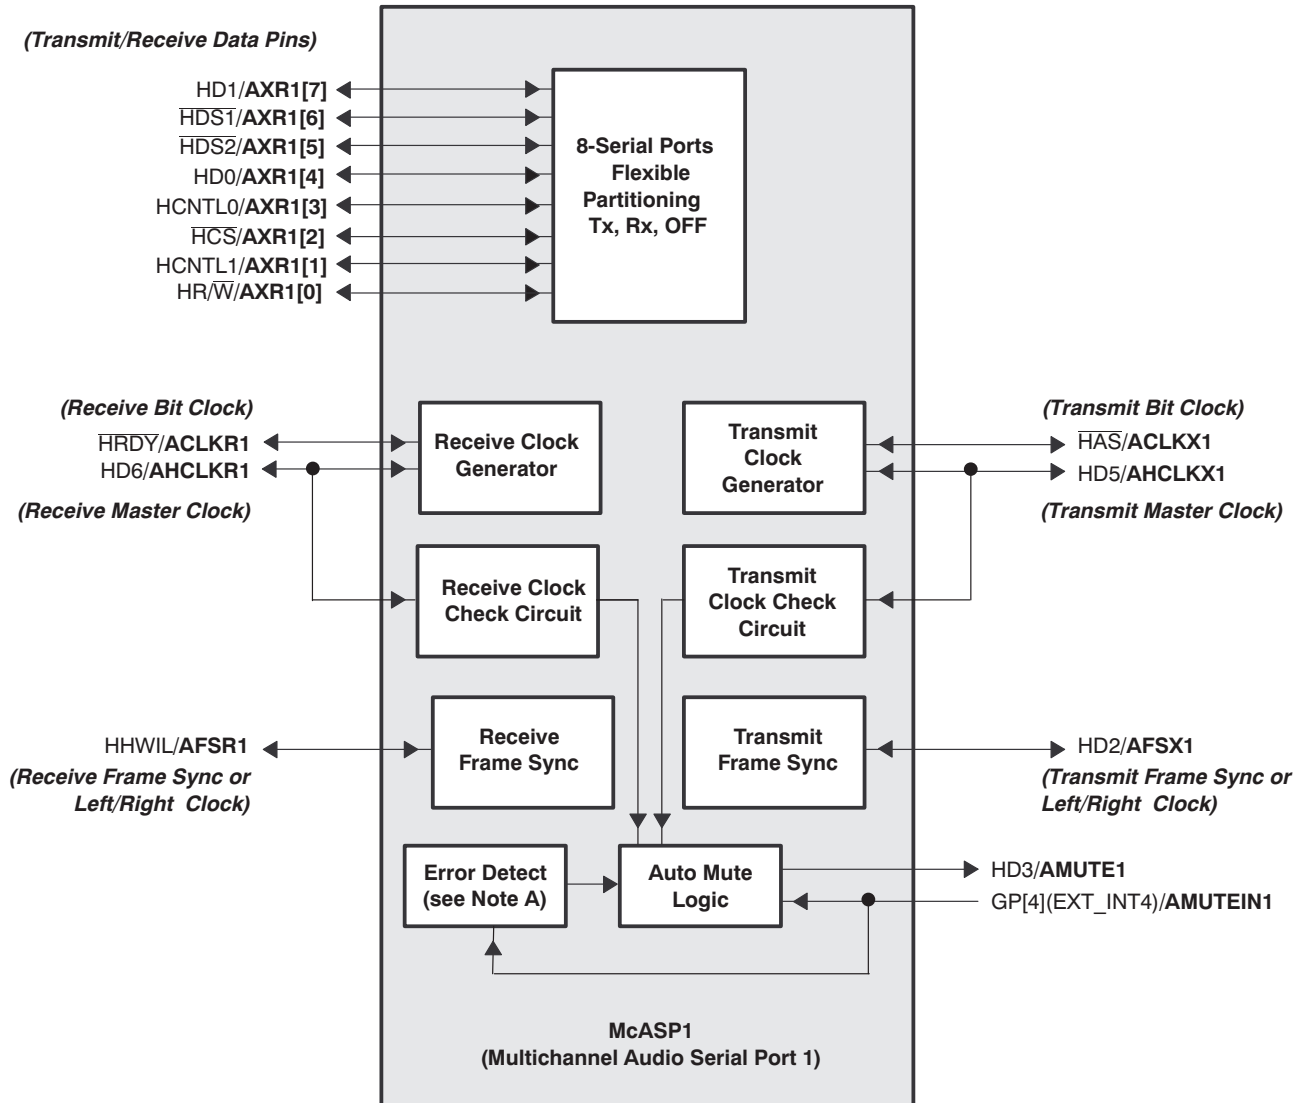 (Transmit/Receive Data Pins)
HD1/AXR1[7]
H̅D̅S̅1̅/AXR1[6]
H̅D̅S̅2̅/AXR1[5]
HD0/AXR1[4]
HCNTL0/AXR1[3]
H̅C̅S̅/AXR1[2]
HCNTL1/AXR1[1]
HR/W̅/AXR1[0]
8-Serial Ports
Flexible
Partitioning
Tx, Rx, OFF
(Receive Bit Clock)
H̅R̅D̅Y̅/ACLKR1
HD6/AHCLKR1
(Receive Master Clock)
Receive Clock
Generator
Transmit
Clock
Generator
(Transmit Bit Clock)
H̅A̅S̅/ACLKX1
HD5/AHCLKX1
(Transmit Master Clock)
Receive Clock
Check Circuit
Transmit
Clock Check
Circuit
HHWIL/AFSR1
(Receive Frame Sync or
Left/Right Clock)
Receive
Frame Sync
Transmit
Frame Sync
HD2/AFSX1
(Transmit Frame Sync or
Left/Right Clock)
Error Detect
(see Note A)
Auto Mute
Logic
HD3/AMUTE1
GP[4](EXT_INT4)/AMUTEIN1
McASP1
(Multichannel Audio Serial Port 1)